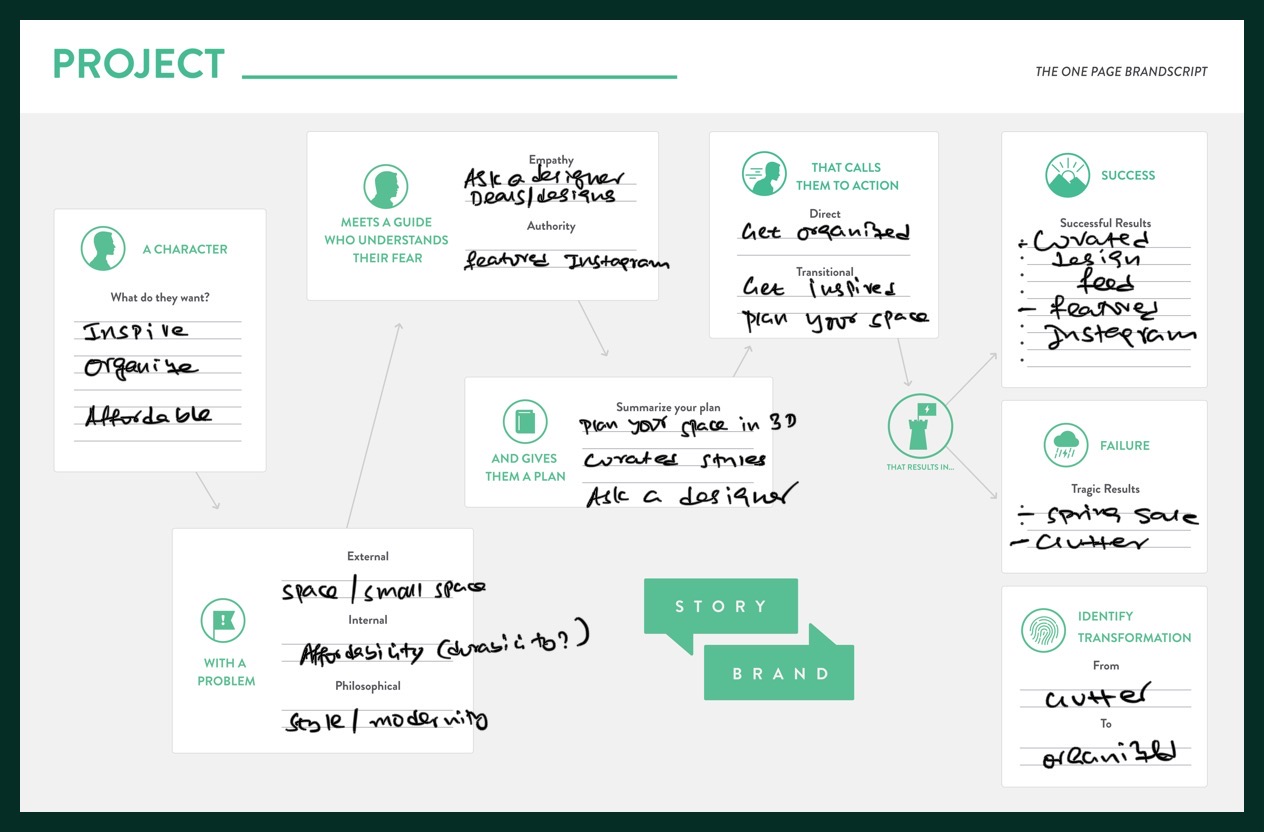 PROJECT
THE ONE PAGE BRANDSCRIPT
A CHARACTER
What do they want?
Inspire
Organize
Affordable
WITH A
PROBLEM
External
space / small space
Internal
Affordability (durability?)
Philosophical
Style / modernity
MEETS A GUIDE
WHO UNDERSTANDS
THEIR FEAR
Empathy
Ask a designer
Deals/designs
Authority
featured Instagram
AND GIVES
THEM A PLAN
Summarize your plan
Plan your space in 3D
Curated styles
Ask a designer
THAT CALLS
THEM TO ACTION
Direct
Get organized
Transitional
Get inspired
plan your space
THAT RESULTS IN...
SUCCESS
Successful Results
- Curated
Design
feed
- featured
Instagram
FAILURE
Tragic Results
- Spring
- Clutter
IDENTIFY
TRANSFORMATION
From
clutter
To
organized
STORY
BRAND